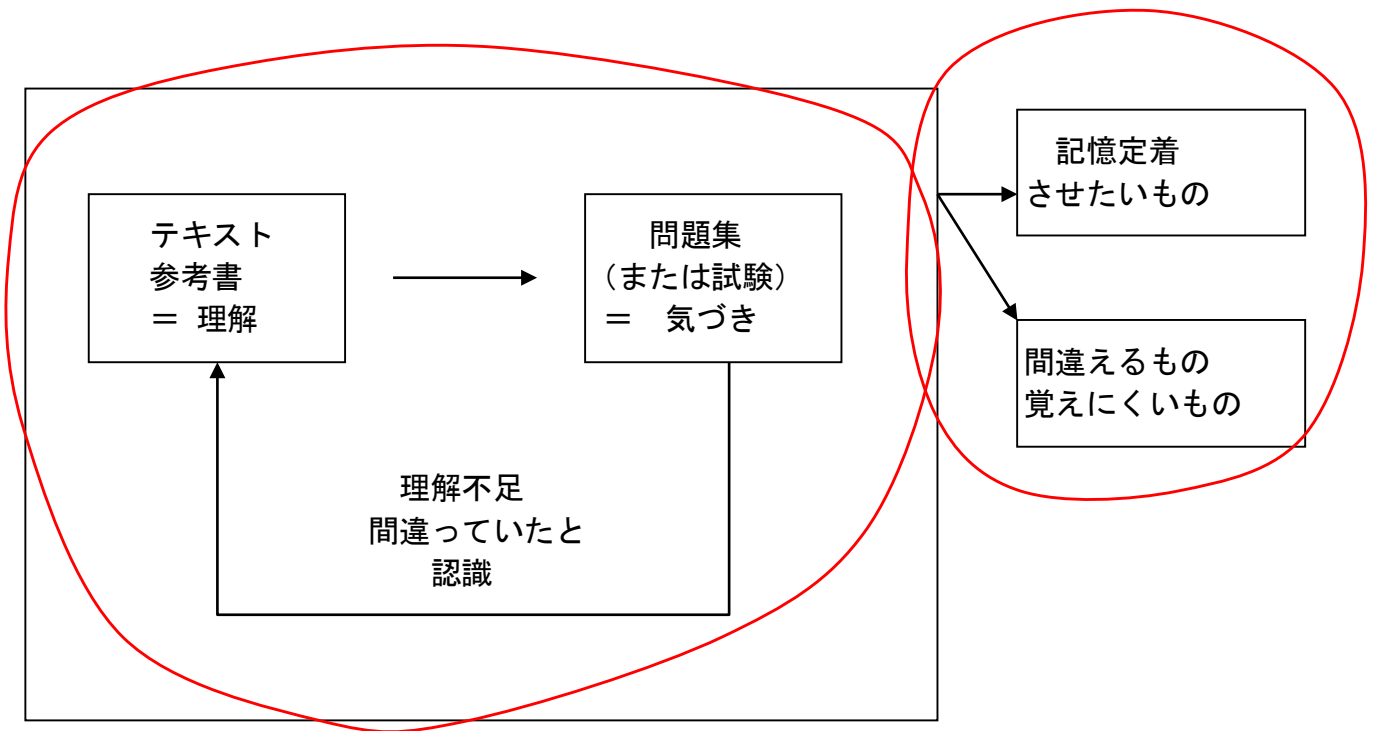 テキスト
参考書
＝ 理解
問題集
（または試験）
＝ 気づき
理解不足
間違っていたと
認識
記憶定着
させたいもの
間違えるもの
覚えにくいもの